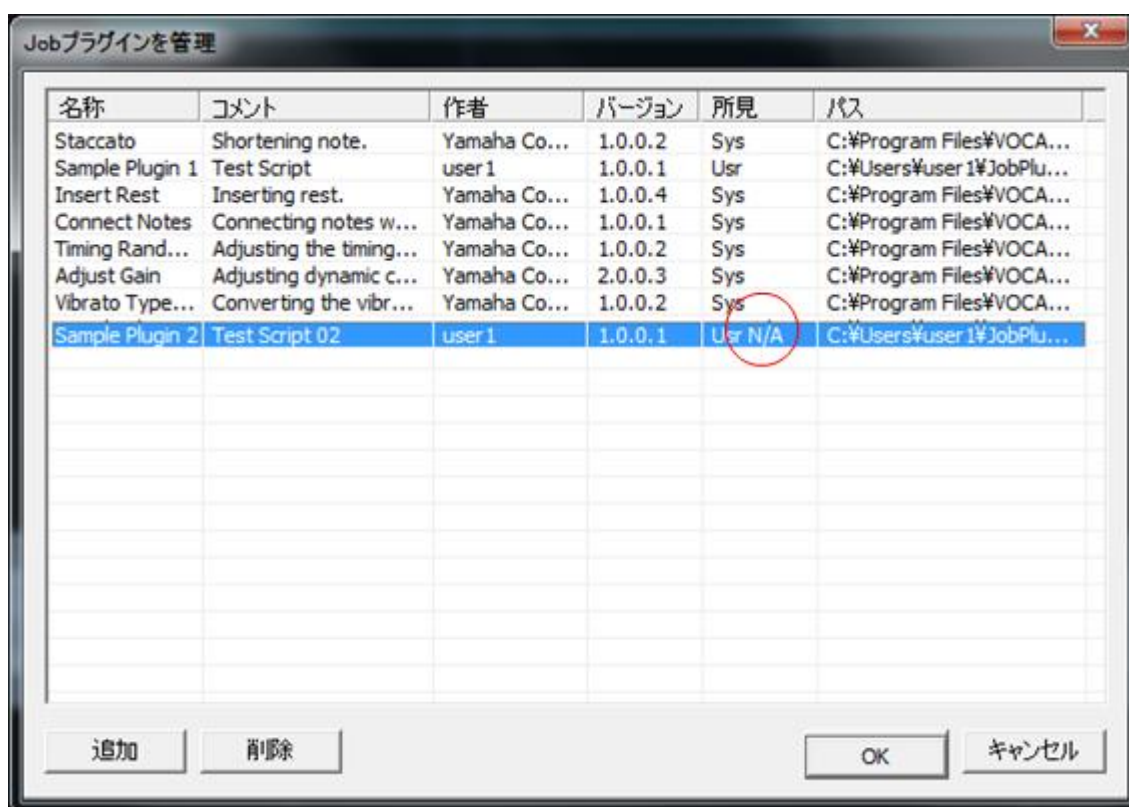 Jobプラグインを管理
名称 コメント 作者 バージョン 所見 パス
Staccato Shortening note. Yamaha Co... 1.0.0.2 Sys C:¥Program Files¥VOCA...
Sample Plugin 1 Test Script user1 1.0.0.1 Usr C:¥Users¥user1¥JobPlu...
Insert Rest Inserting rest. Yamaha Co... 1.0.0.4 Sys C:¥Program Files¥VOCA...
Connect Notes Connecting notes w... Yamaha Co... 1.0.0.1 Sys C:¥Program Files¥VOCA...
Timing Rand... Adjusting the timing... Yamaha Co... 1.0.0.2 Sys C:¥Program Files¥VOCA...
Adjust Gain Adjusting dynamic c... Yamaha Co... 2.0.0.3 Sys C:¥Program Files¥VOCA...
Vibrato Type... Converting the vibr... Yamaha Co... 1.0.0.2 Sys C:¥Program Files¥VOCA...
Sample Plugin 2 Test Script 02 user1 1.0.0.1 Usr N/A C:¥Users¥user1¥JobPlu...
追加 削除 OK キャンセル